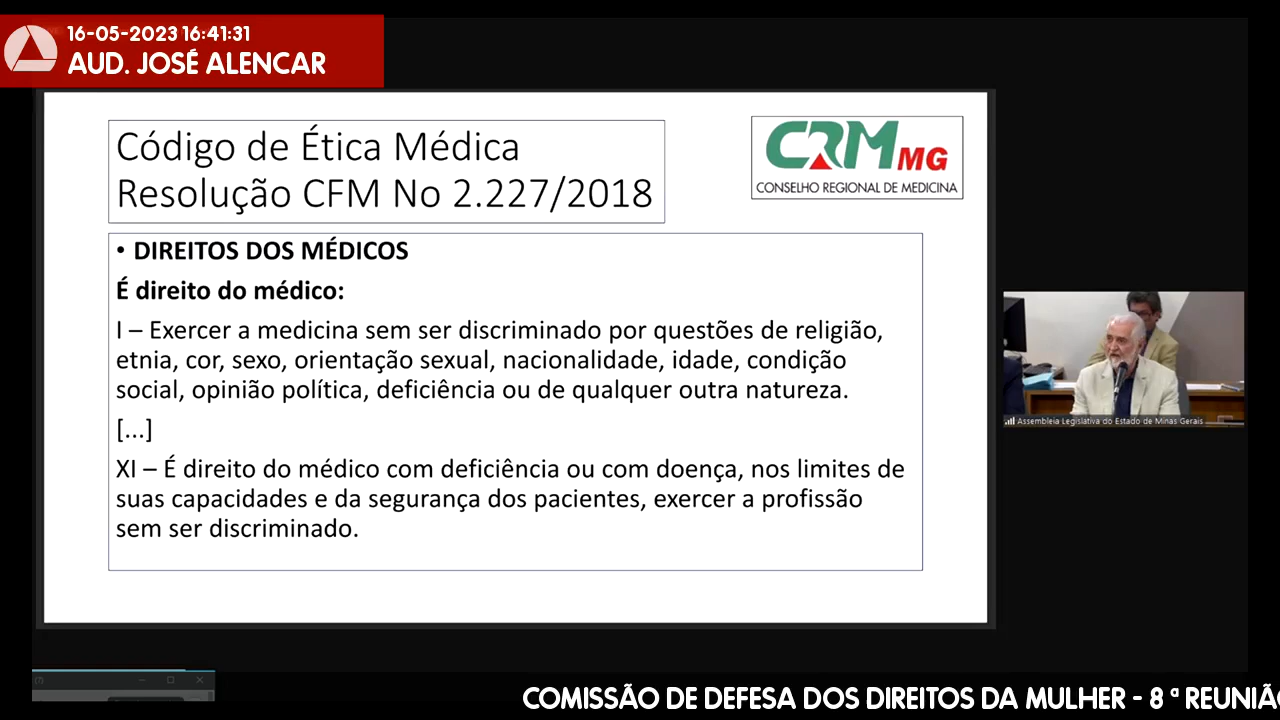 16-05-2023 16:41:31
AUD. JOSÉ ALENCAR
Código de Ética Médica
Resolução CFM No 2.227/2018
CRM MG
CONSELHO REGIONAL DE MEDICINA
• DIREITOS DOS MÉDICOS
É direito do médico:
I – Exercer a medicina sem ser discriminado por questões de religião,
etnia, cor, sexo, orientação sexual, nacionalidade, idade, condição
social, opinião política, deficiência ou de qualquer outra natureza.
[...]
XI – É direito do médico com deficiência ou com doença, nos limites de
suas capacidades e da segurança dos pacientes, exercer a profissão
sem ser discriminado.
Assembleia Legislativa do Estado de Minas Gerais
COMISSÃO DE DEFESA DOS DIREITOS DA MULHER - 8 ª REUNIÃO